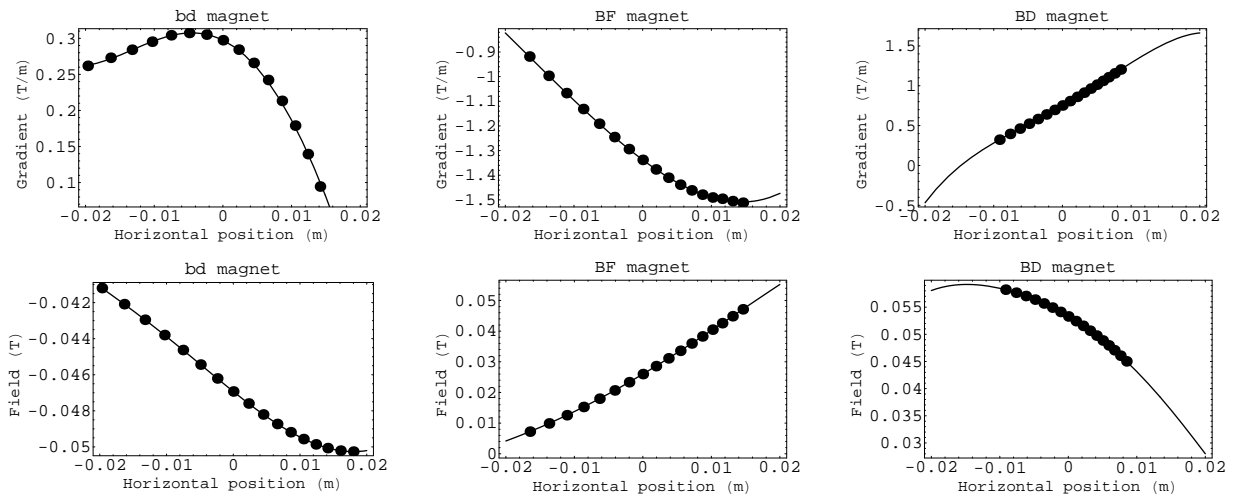 bd magnet
Gradient (T/m)
0.3
0.25
0.2
0.15
0.1
-0.02 -0.01 0 0.01 0.02
Horizontal position (m)
BF magnet
Gradient (T/m)
-0.9
-1
-1.1
-1.2
-1.3
-1.4
-1.5
-0.02 -0.01 0 0.01 0.02
Horizontal position (m)
BD magnet
Gradient (T/m)
1.5
1
0.5
0
-0.5
-0.02 -0.01 0 0.01 0.02
Horizontal position (m)
bd magnet
Field (T)
-0.042
-0.044
-0.046
-0.048
-0.05
-0.02 -0.01 0 0.01 0.02
Horizontal position (m)
BF magnet
Field (T)
0.05
0.04
0.03
0.02
0.01
0
-0.02 -0.01 0 0.01 0.02
Horizontal position (m)
BD magnet
Field (T)
0.055
0.05
0.045
0.04
0.035
0.03
-0.02 -0.01 0 0.01 0.02
Horizontal position (m)